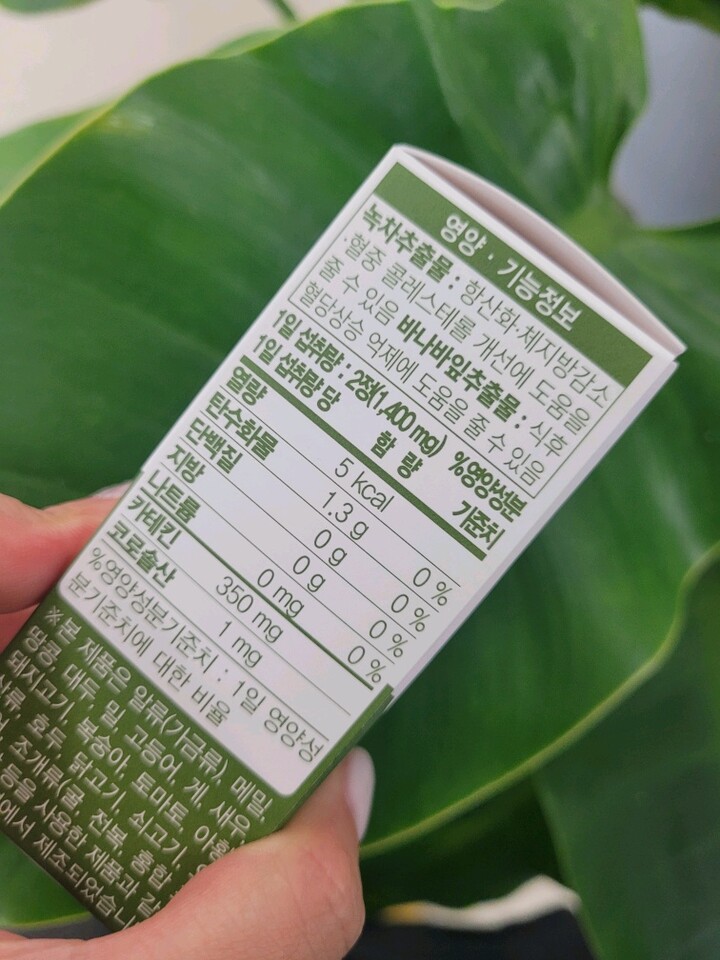 영양·기능정보
녹차추출물 : 항산화·체지방감소
·혈중 콜레스테롤 개선에 도움을
줄 수 있음 바나바잎추출물 : 식후
혈당상승 억제에 도움을 줄 수 있음
1일 섭취량 : 2정(1,400 mg)
1일 섭취량 당 함 량 %영양성분 기준치
열량 5 kcal
탄수화물 1.3 g 0 %
단백질 0 g 0 %
지방 0 g 0 %
나트륨 0 mg 0 %
카테킨 350 mg
코로솔산 1 mg
%영양성분기준치 : 1일 영양성
분기준치에 대한 비율
※본 제품은 알류(가금류), 메밀,
땅콩, 대두, 밀, 고등어, 게, 새우,
돼지고기, 복숭아, 토마토,
호두, 닭고기, 쇠고기,
조개류(굴, 전복, 홍합
등을 사용한 제품과 같
에서 제조되었습니